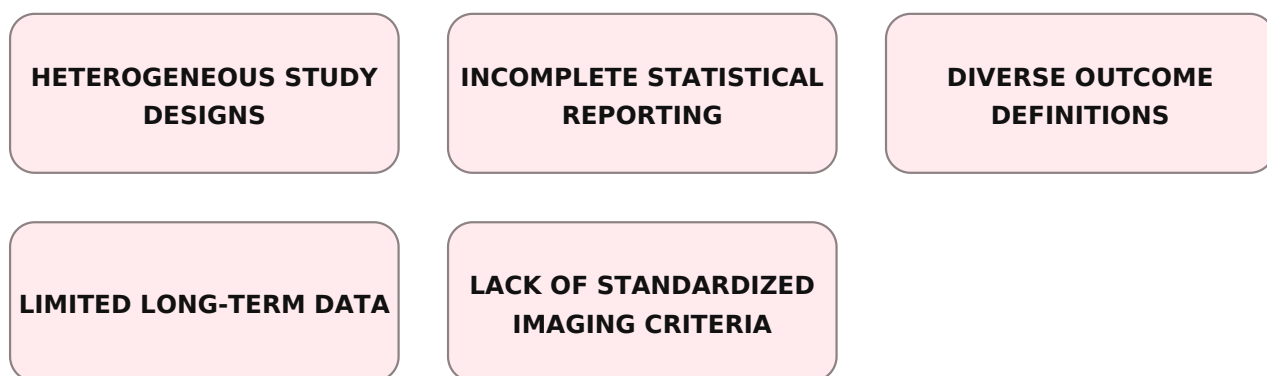 HETEROGENEOUS STUDY
DESIGNS
INCOMPLETE STATISTICAL
REPORTING
DIVERSE OUTCOME
DEFINITIONS
LIMITED LONG-TERM DATA
LACK OF STANDARDIZED
IMAGING CRITERIA